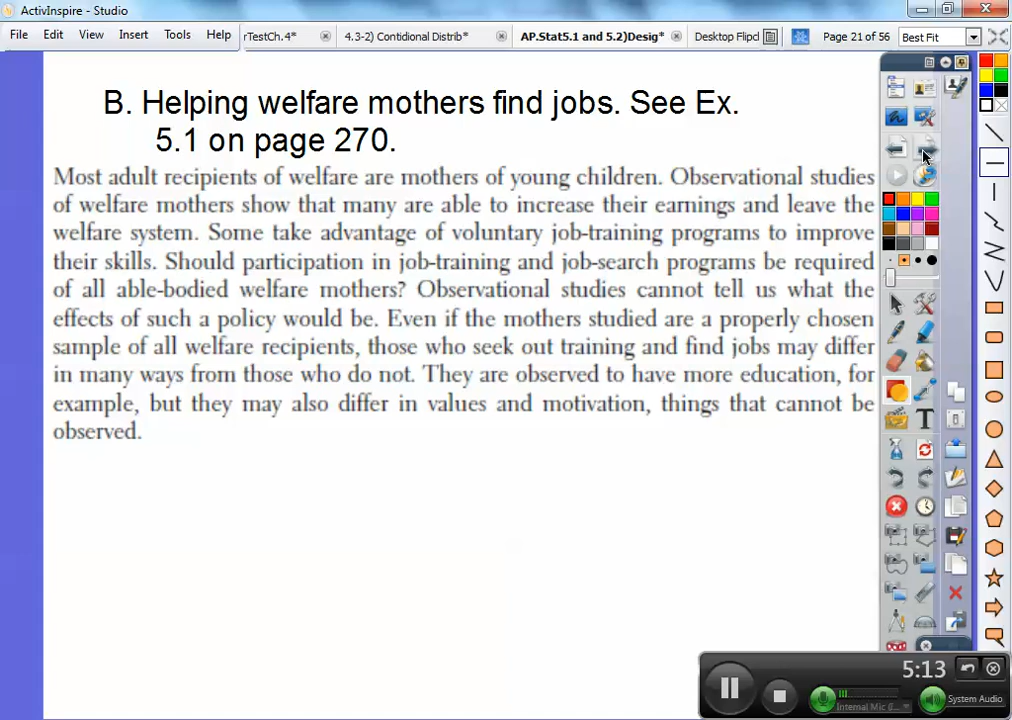 ActivInspire - Studio
File Edit View Insert Tools Help
rTestCh.4* 4.3-2) Contidional Distrib* AP.Stat5.1 and 5.2)Desig* Desktop Flipcl Page 21 of 56 Best Fit
B. Helping welfare mothers find jobs. See Ex.
5.1 on page 270.
Most adult recipients of welfare are mothers of young children. Observational studies
of welfare mothers show that many are able to increase their earnings and leave the
welfare system. Some take advantage of voluntary job-training programs to improve
their skills. Should participation in job-training and job-search programs be required
of all able-bodied welfare mothers? Observational studies cannot tell us what the
effects of such a policy would be. Even if the mothers studied are a properly chosen
sample of all welfare recipients, those who seek out training and find jobs may differ
in many ways from those who do not. They are observed to have more education, for
example, but they may also differ in values and motivation, things that cannot be
observed.
5:13
Internal Mic (I... System Audio